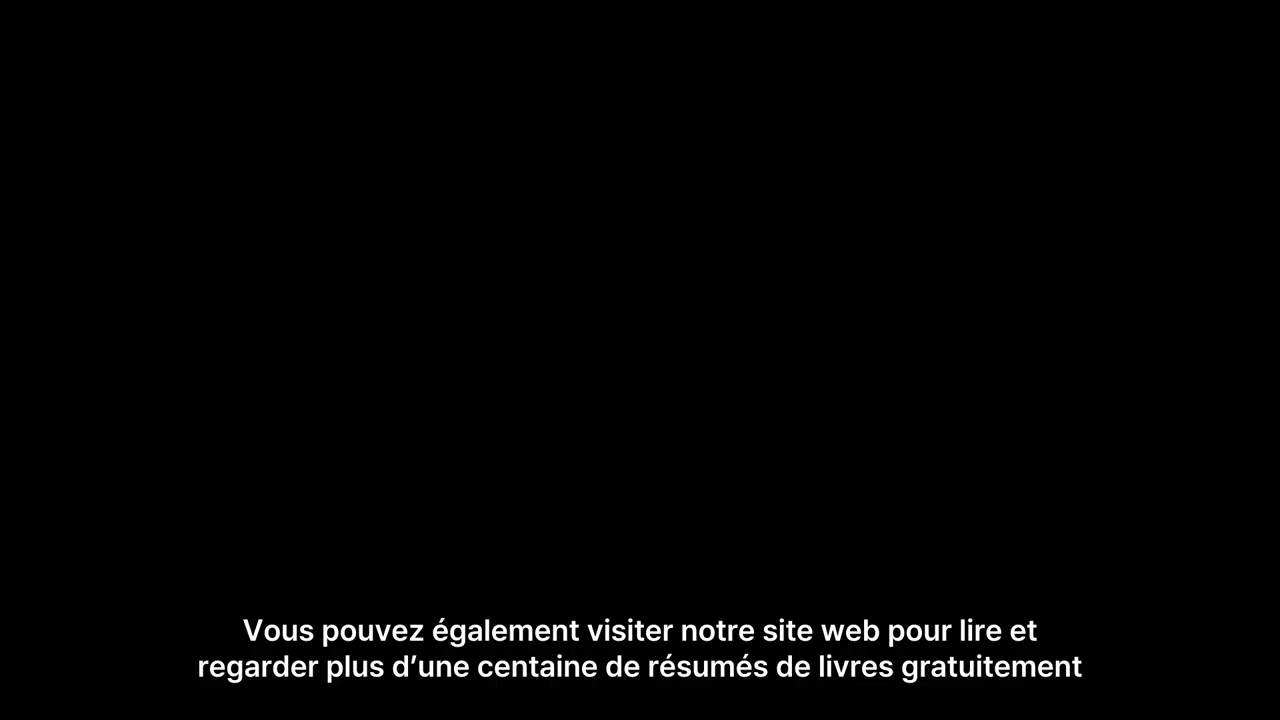 Vous pouvez également visiter notre site web pour lire et
regarder plus d’une centaine de résumés de livres gratuitement